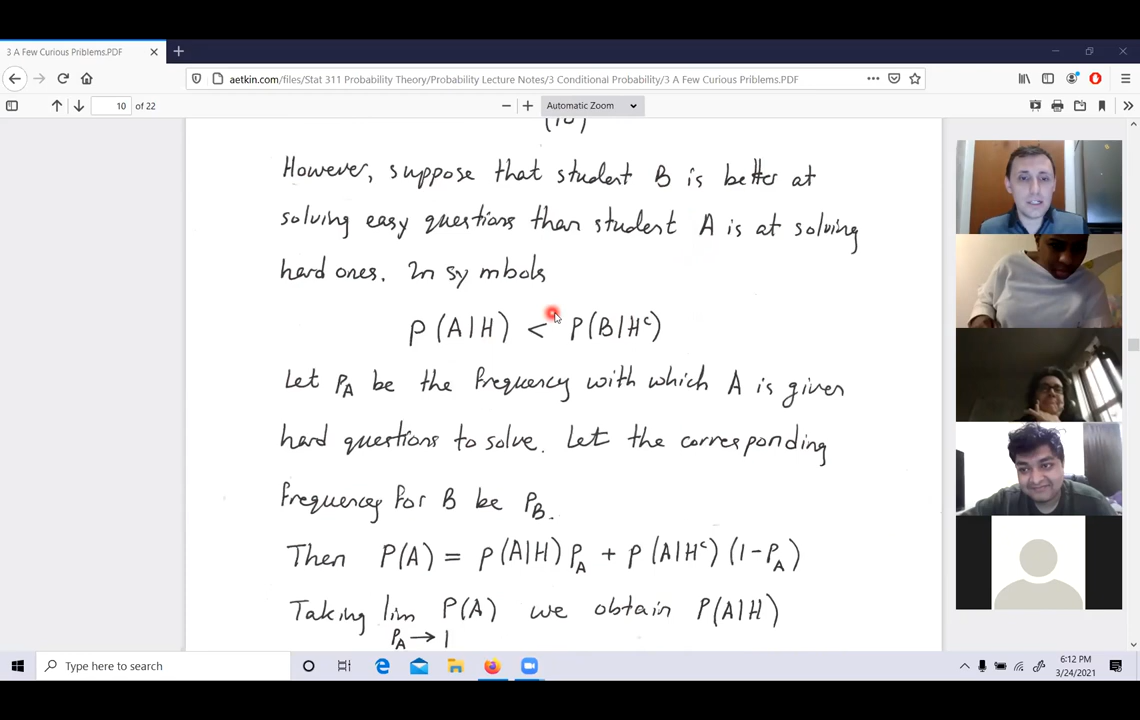 3 A Few Curious Priblems.PDF
aetkin.com/files/Stat 311 Probability Theory/Probability Lecture Notes/3 Conditional Probability/3 A Few Curious Priblems.PDF
10 of 22
Automatic Zoom
However, suppose that student B is better at
solving easy questions than student A is at solving
hard ones. In symbols
P(A|H) < P(B|Hᶜ)
Let P_A be the frequency with which A is given
hard questions to solve. Let the corresponding
frequency for B be P_B.
Then P(A) = P(A|H) P_A + P(A|Hᶜ) (1-P_A)
Taking lim P(A) we obtain P(A|H)
P_A → 1
Type here to search
6:12 PM
3/24/2021